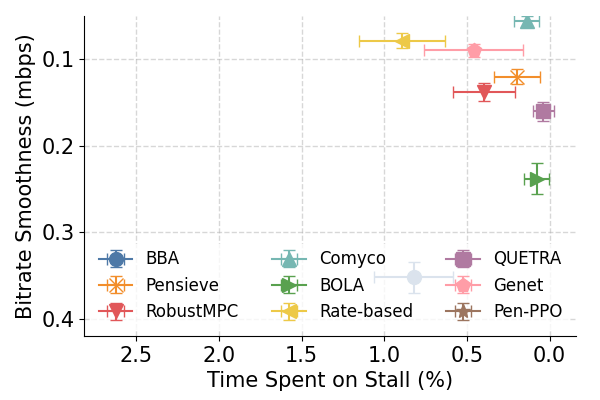 Bitrate Smoothness (mbps)
0.1
0.2
0.3
0.4
BBA
Pensieve
RobustMPC
Comyco
BOLA
Rate-based
QUETRA
Genet
Pen-PPO
2.5 2.0 1.5 1.0 0.5 0.0
Time Spent on Stall (%)